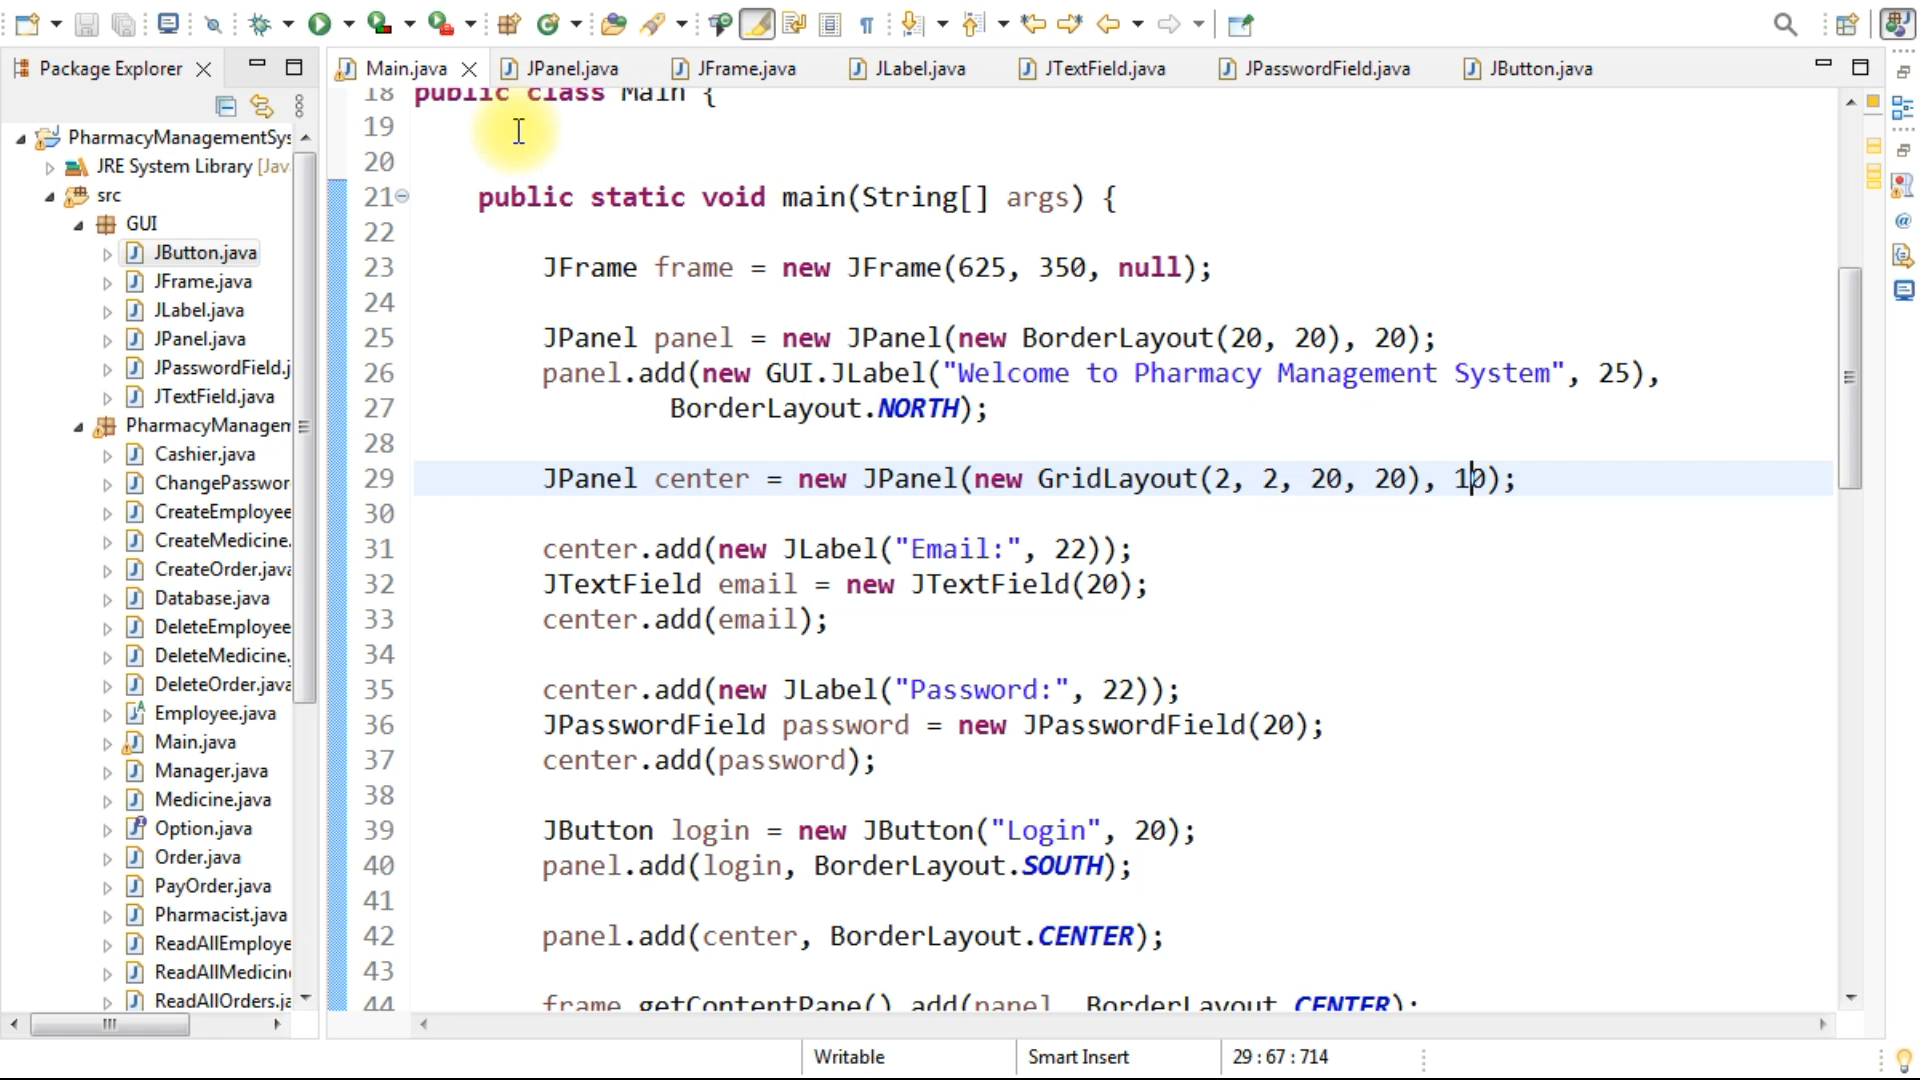 Package Explorer
Main.java
JPanel.java
JFrame.java
JLabel.java
JTextField.java
JPasswordField.java
JButton.java
PharmacyManagementSys
JRE System Library [Jav
src
GUI
JButton.java
JFrame.java
JLabel.java
JPanel.java
JPasswordField.j
JTextField.java
PharmacyManagem
Cashier.java
ChangePasswor
CreateEmployee
CreateMedicine.
CreateOrder.java
Database.java
DeleteEmployee
DeleteMedicine.
DeleteOrder.java
Employee.java
Main.java
Manager.java
Medicine.java
Option.java
Order.java
PayOrder.java
Pharmacist.java
ReadAllEmploye
ReadAllMedicin
ReadAllOrders.ja
18 public class Main {
19
20
21 public static void main(String[] args) {
22
23 JFrame frame = new JFrame(625, 350, null);
24
25 JPanel panel = new JPanel(new BorderLayout(20, 20), 20);
26 panel.add(new GUI.JLabel("Welcome to Pharmacy Management System", 25),
27 BorderLayout.NORTH);
28
29 JPanel center = new JPanel(new GridLayout(2, 2, 20, 20), 10);
30
31 center.add(new JLabel("Email:", 22));
32 JTextField email = new JTextField(20);
33 center.add(email);
34
35 center.add(new JLabel("Password:", 22));
36 JPasswordField password = new JPasswordField(20);
37 center.add(password);
38
39 JButton login = new JButton("Login", 20);
40 panel.add(login, BorderLayout.SOUTH);
41
42 panel.add(center, BorderLayout.CENTER);
43
44 frame.getContentPane().add(panel, BorderLayout.CENTER);
Writable
Smart Insert
29 : 67 : 714